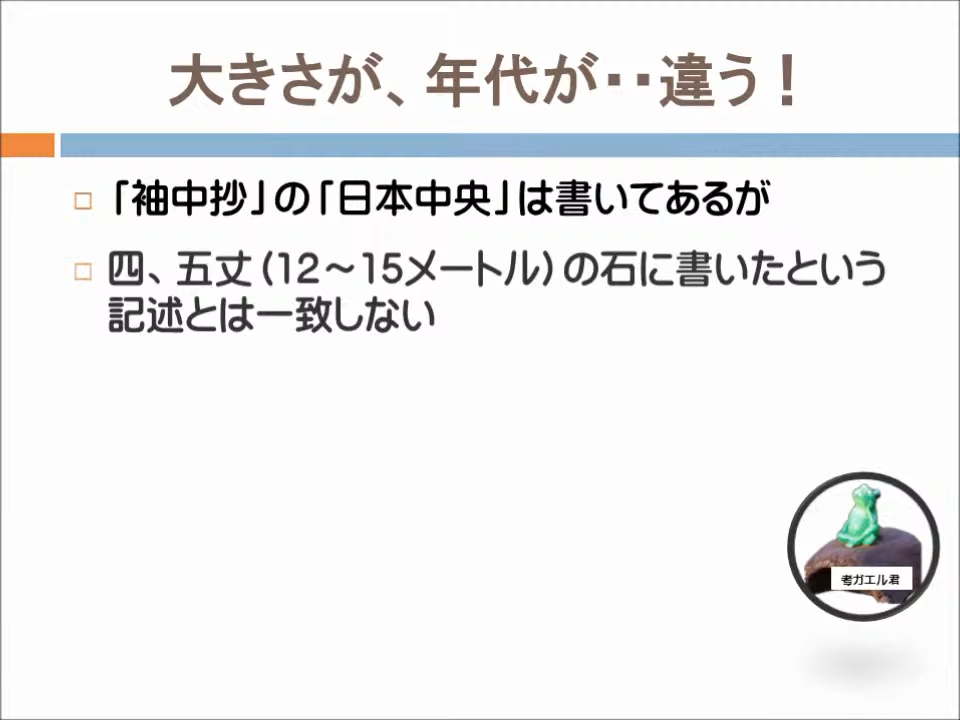 大きさが、年代が・・違う！
「袖中抄」の「日本中央」は書いてあるが
四、五丈（12～15メートル）の石に書いたという
記述とは一致しない
考ガエル君